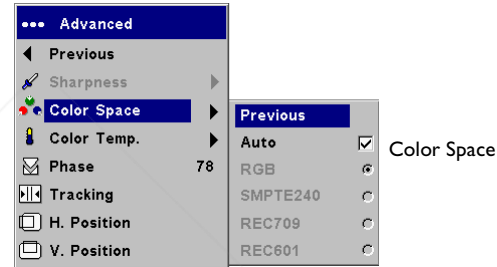 ••• Advanced
Previous
Sharpness
Color Space
Color Temp.
Phase 78
Tracking
H. Position
V. Position
Previous
Auto
RGB
SMPTE240
REC709
REC601
Color Space